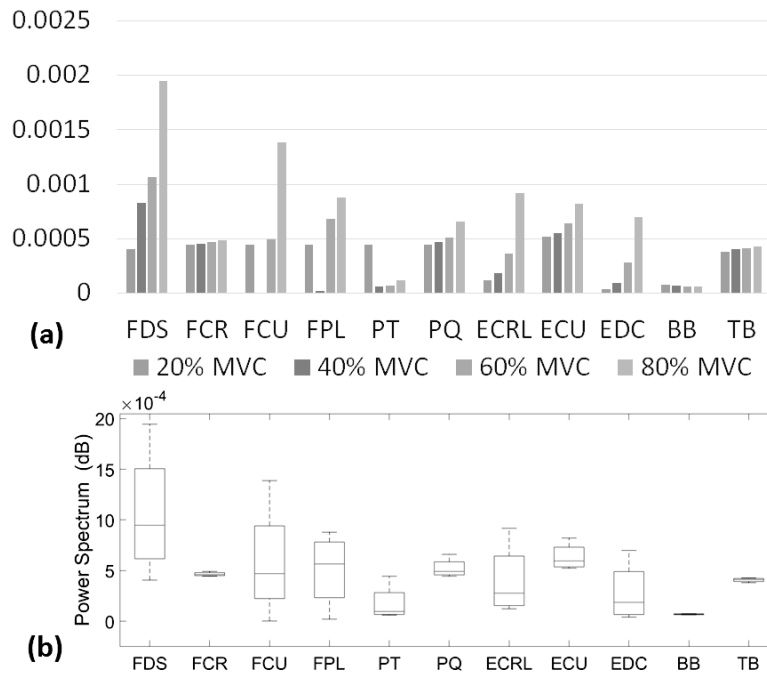 0.0025
0.002
0.0015
0.001
0.0005
0
(a)
FDS FCR FCU FPL PT PQ ECRL ECU EDC BB TB
20% MVC 40% MVC 60% MVC 80% MVC
×10⁻⁴
20
15
10
5
0
Power Spectrum (dB)
(b)
FDS FCR FCU FPL PT PQ ECRL ECU EDC BB TB